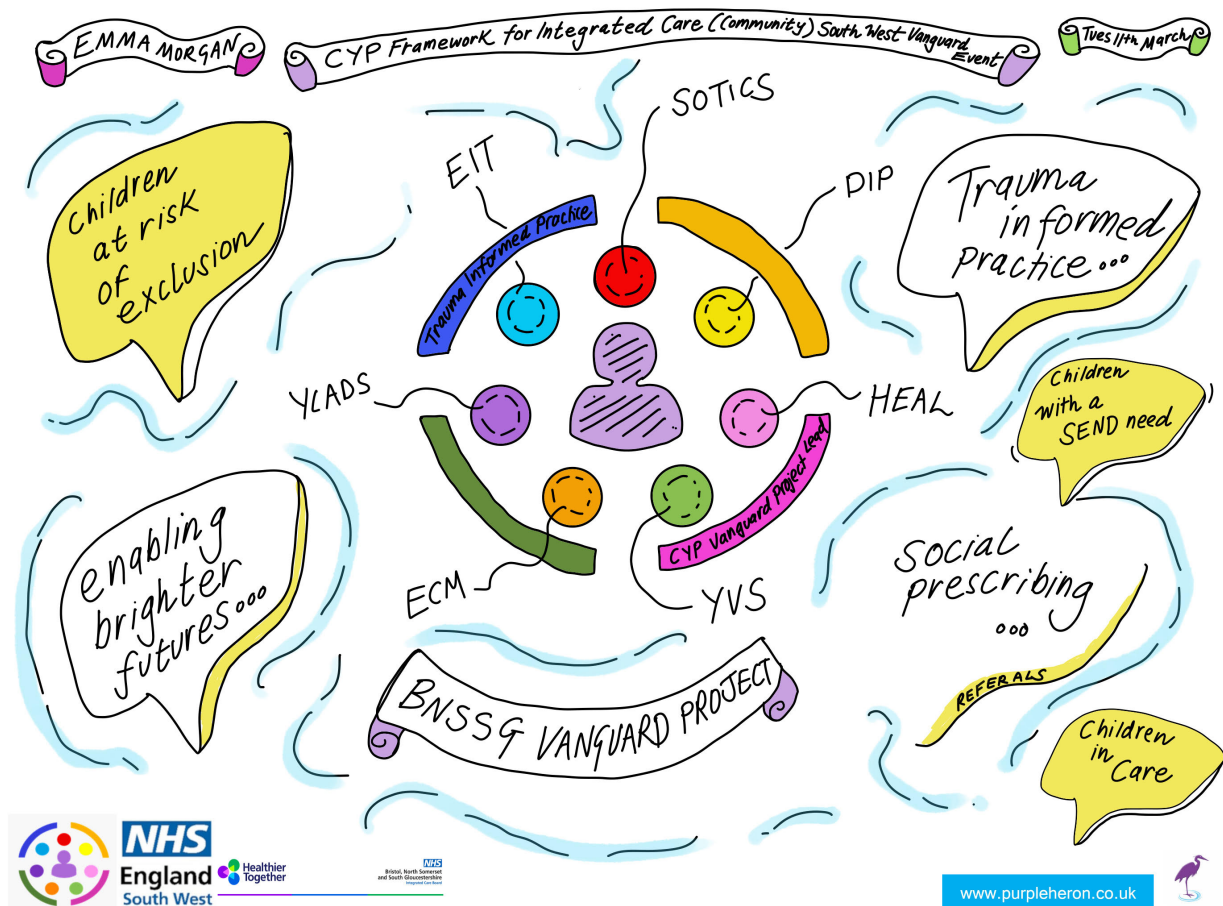 EMMA MORGAN
CYP Framework for Integrated Care (Community) South West Vanguard
Event
Tues 11th March
SOTICS
EIT
DIP
Children
at risk
of
exclusion
Trauma
informed
practice...
Trauma Informed Practice
YCADS
HEAL
Children
with a
SEND need
CYP Vanguard Project Lead
ECM
YVS
enabling
brighter
futures...
Social
prescribing
...
REFERALS
BNSSG VANGUARD PROJECT
Children
in
Care
NHS
England
South West
Healthier
Together
NHS
Bristol, North Somerset
and South Gloucestershire
Integrated Care Board
www.purpleheron.co.uk